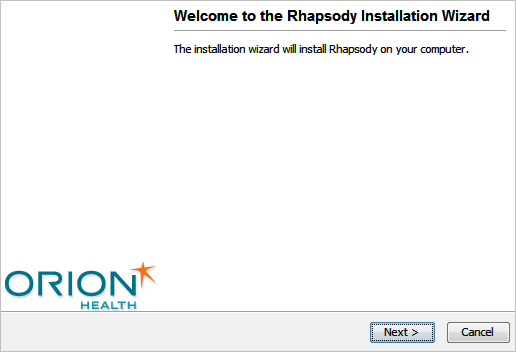 Welcome to the Rhapsody Installation Wizard
The installation wizard will install Rhapsody on your computer.
ORION
HEALTH
Next >
Cancel